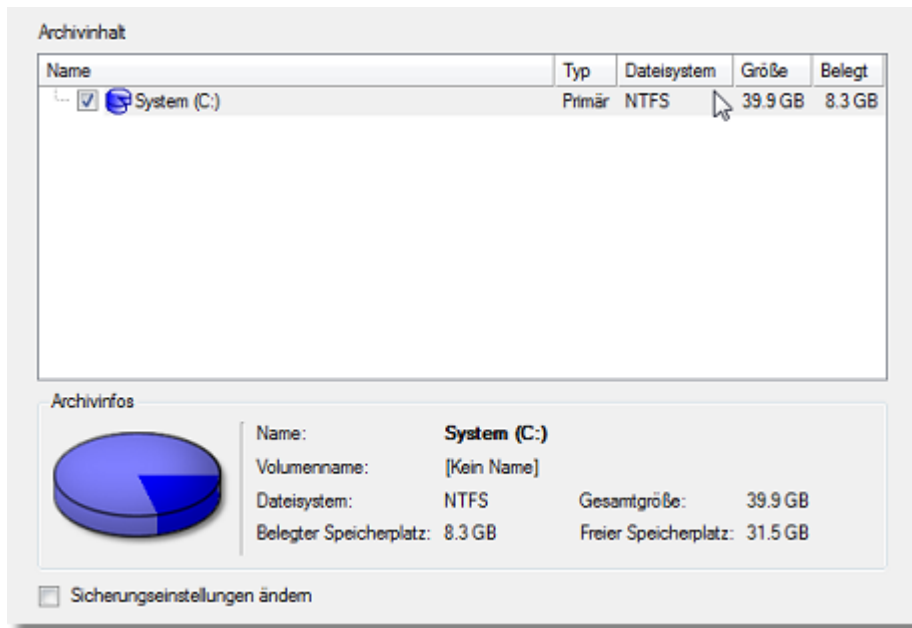 Archivinhalt
Name Typ Dateisystem Größe Belegt
System (C:) Primär NTFS 39.9 GB 8.3 GB
Archivinfos
Name: System (C:)
Volumenname: [Kein Name]
Dateisystem: NTFS Gesamtgröße: 39.9 GB
Belegter Speicherplatz: 8.3 GB Freier Speicherplatz: 31.5 GB
Sicherungseinstellungen ändern